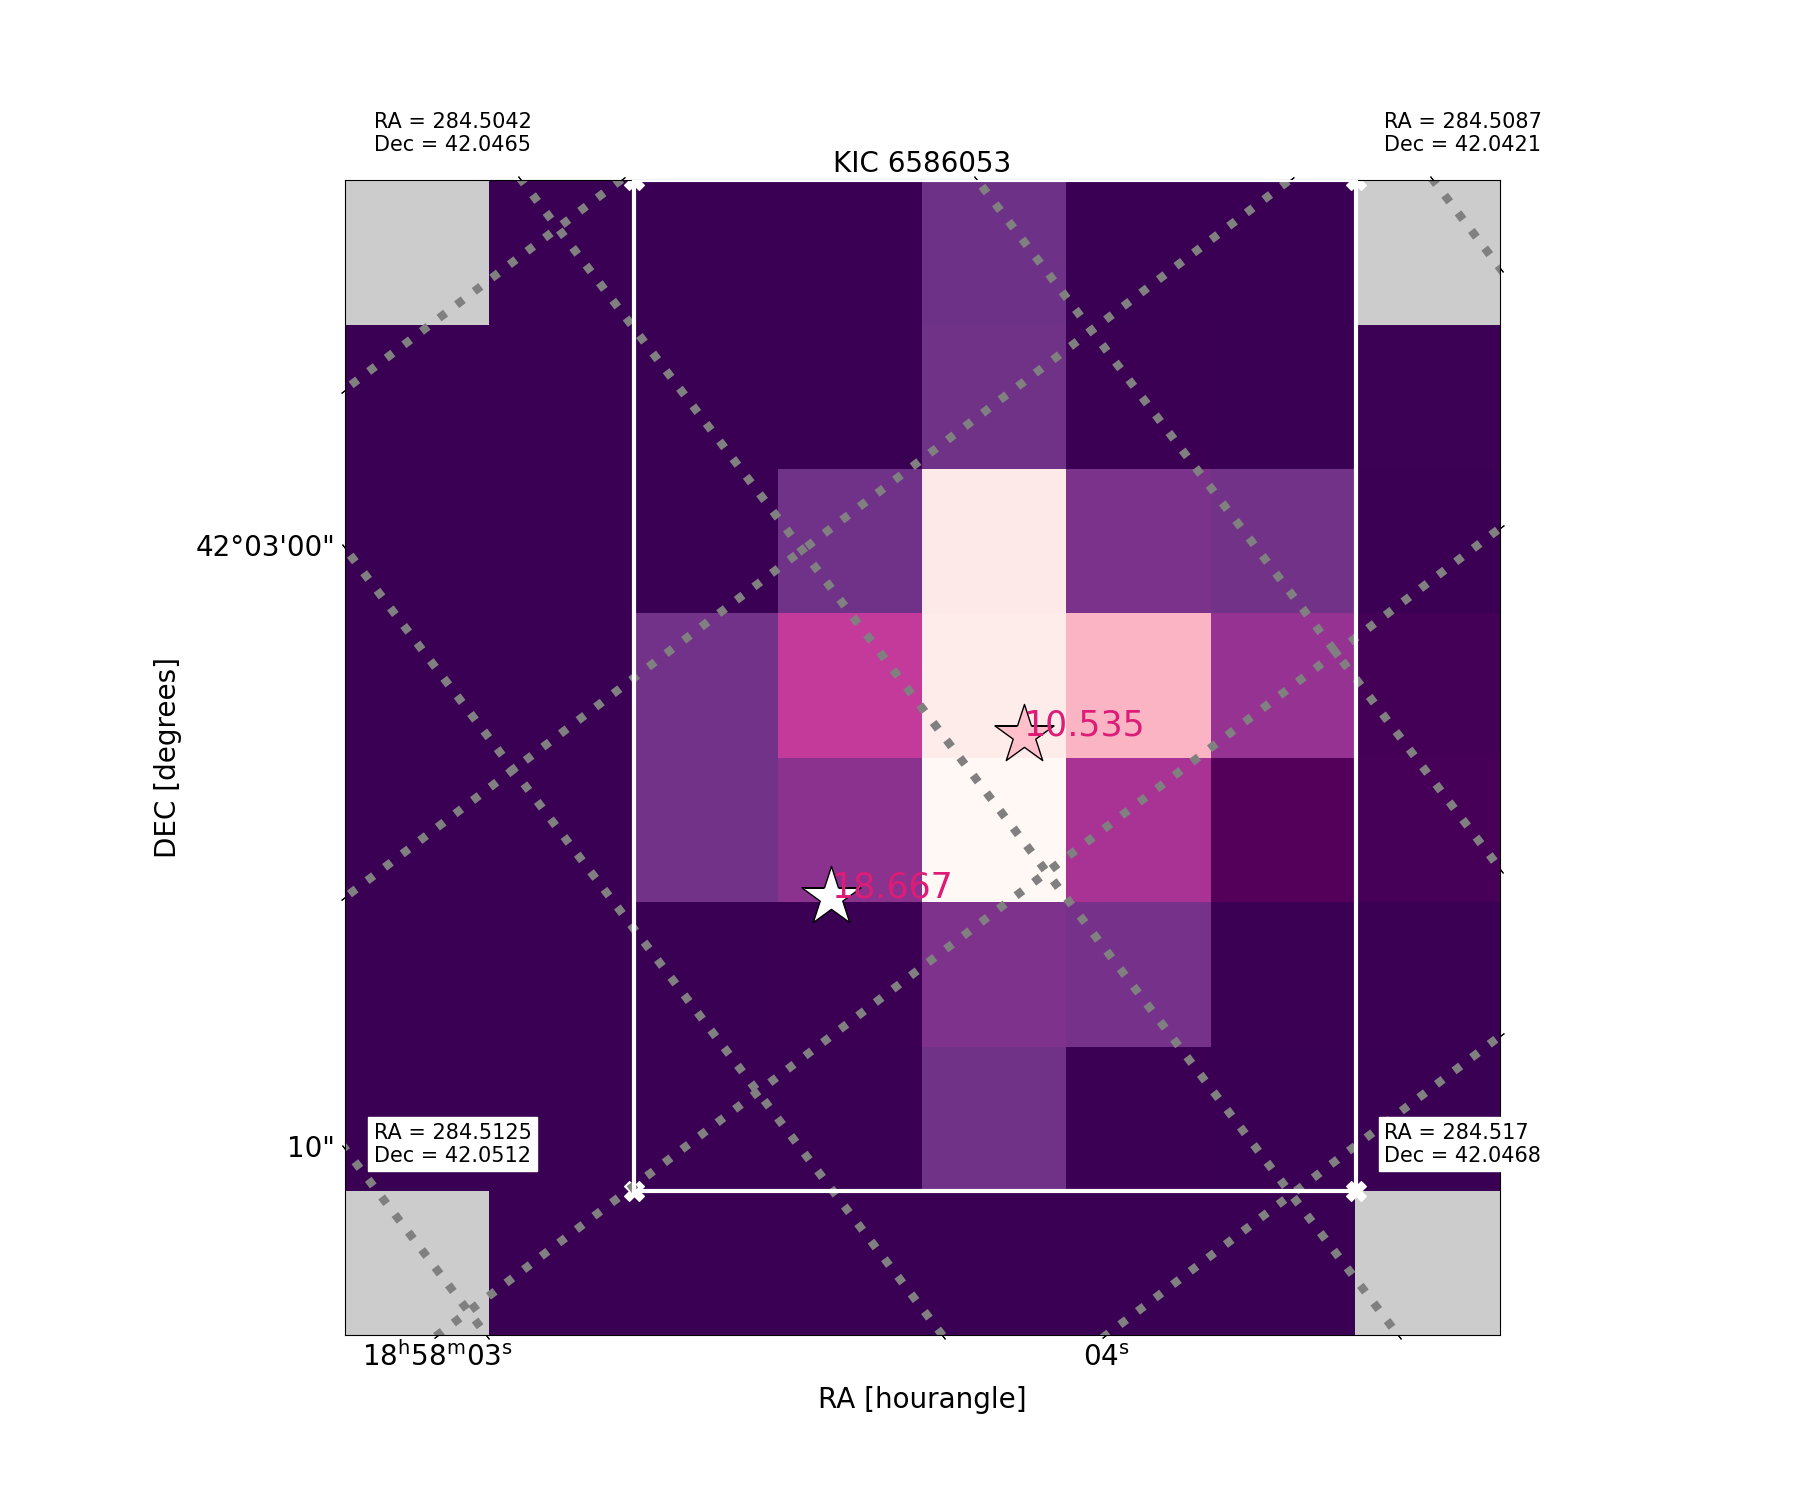 RA = 284.5042
Dec = 42.0465
RA = 284.5087
Dec = 42.0421
KIC 6586053
42°03'00"
10.535
DEC [degrees]
18.667
10"
RA = 284.5125
Dec = 42.0512
RA = 284.517
Dec = 42.0468
18ʰ58ᵐ03ˢ
04ˢ
RA [hourangle]